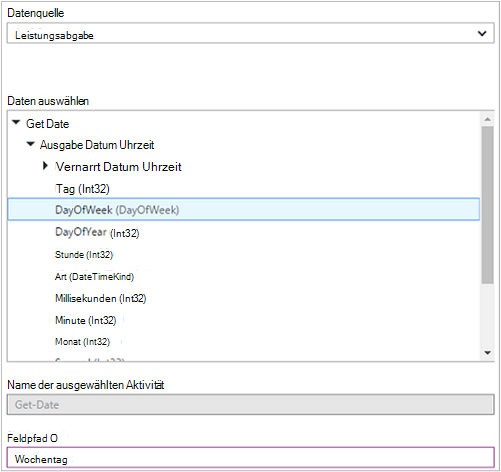 Datenquelle
Leistungsabgabe
Daten auswählen
Get Date
Ausgabe Datum Uhrzeit
Vernarrt Datum Uhrzeit
Tag (Int32)
DayOfWeek (DayOfWeek)
DayOfYear (Int32)
Stunde (Int32)
Art (DateTimeKind)
Millisekunden (Int32)
Minute (Int32)
Monat (Int32)
Name der ausgewählten Aktivität
Get-Date
Feldpfad O
Wochentag